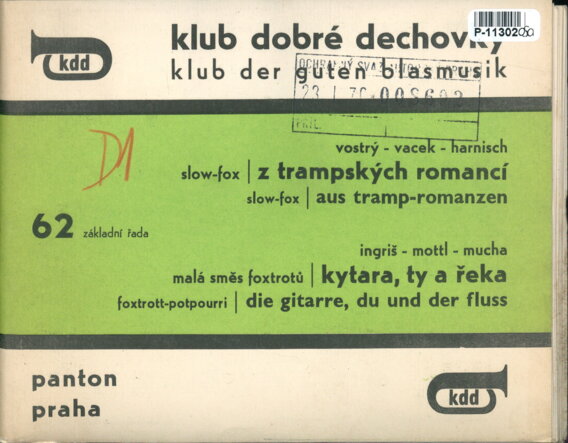 kdd
klub dobré dechovky
klub der guten blasmusik
P-11302
vostrý - vacek - harnisch
slow-fox | z trampských romancí
slow-fox | aus tramp-romanzen
D1
62 základní řada
ingriš - mottl - mucha
malá směs foxtrotů | kytara, ty a řeka
foxtrott-potpourri | die gitarre, du und der fluss
panton
praha
kdd